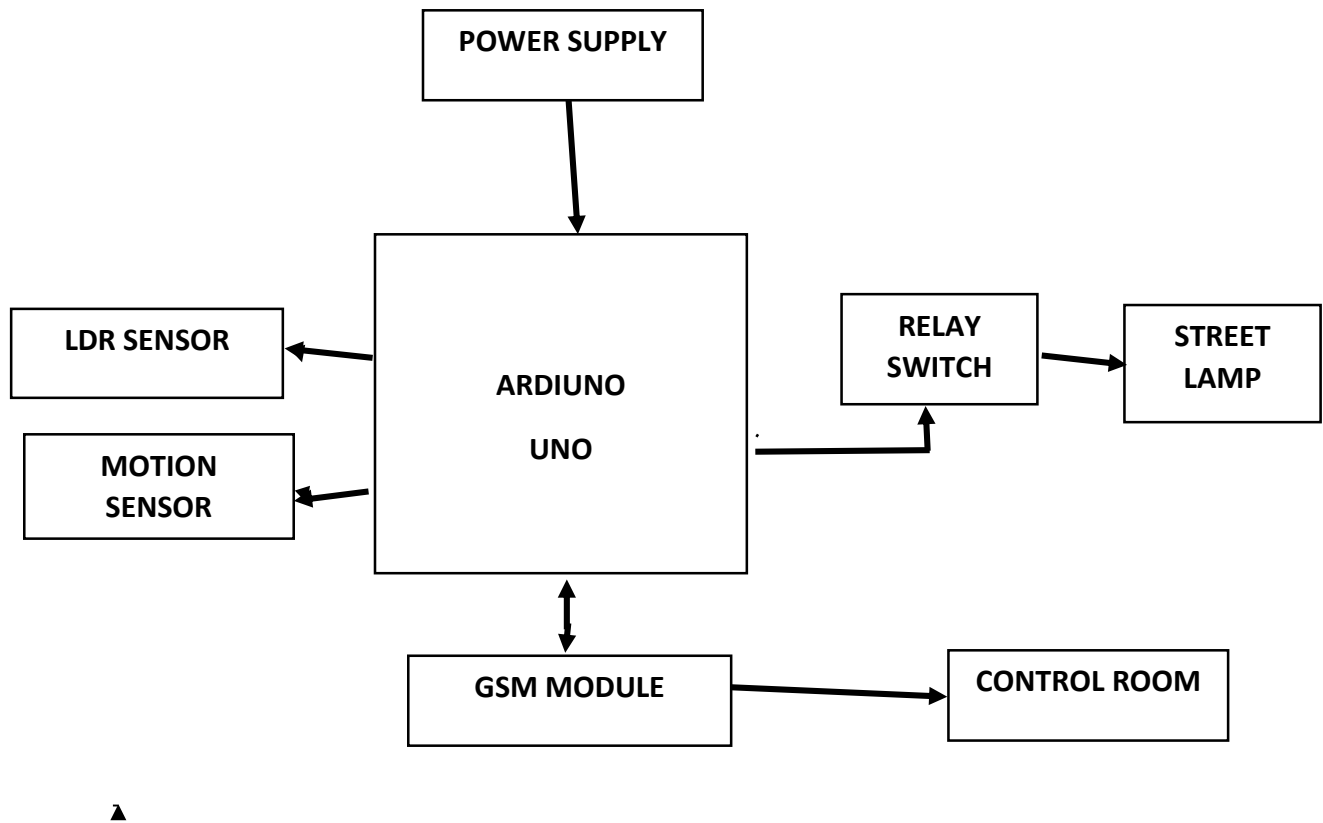 POWER SUPPLY
LDR SENSOR
MOTION
SENSOR
ARDIUNO
UNO
RELAY
SWITCH
STREET
LAMP
GSM MODULE
CONTROL ROOM